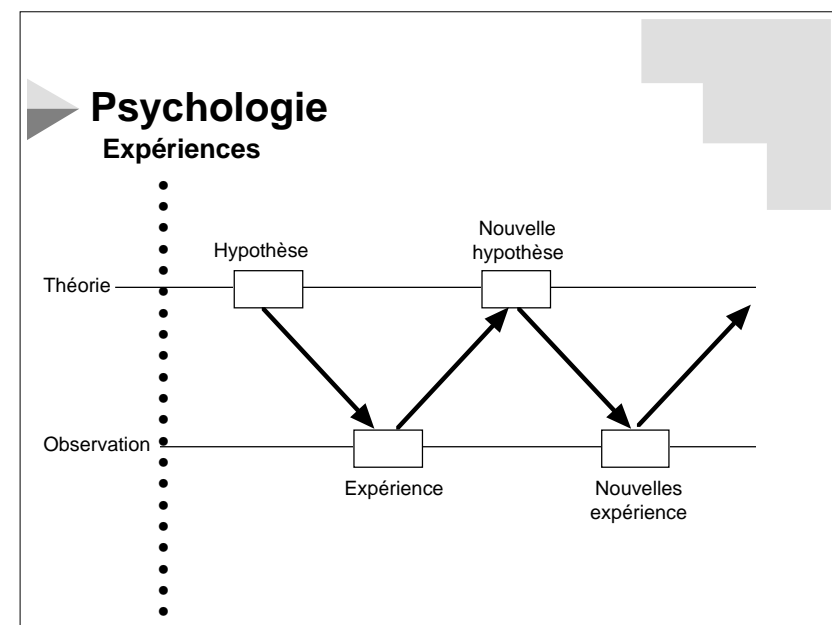 Psychologie
Expériences
Nouvelle
hypothèse
Hypothèse
Théorie
Observation
Expérience
Nouvelles
expérience